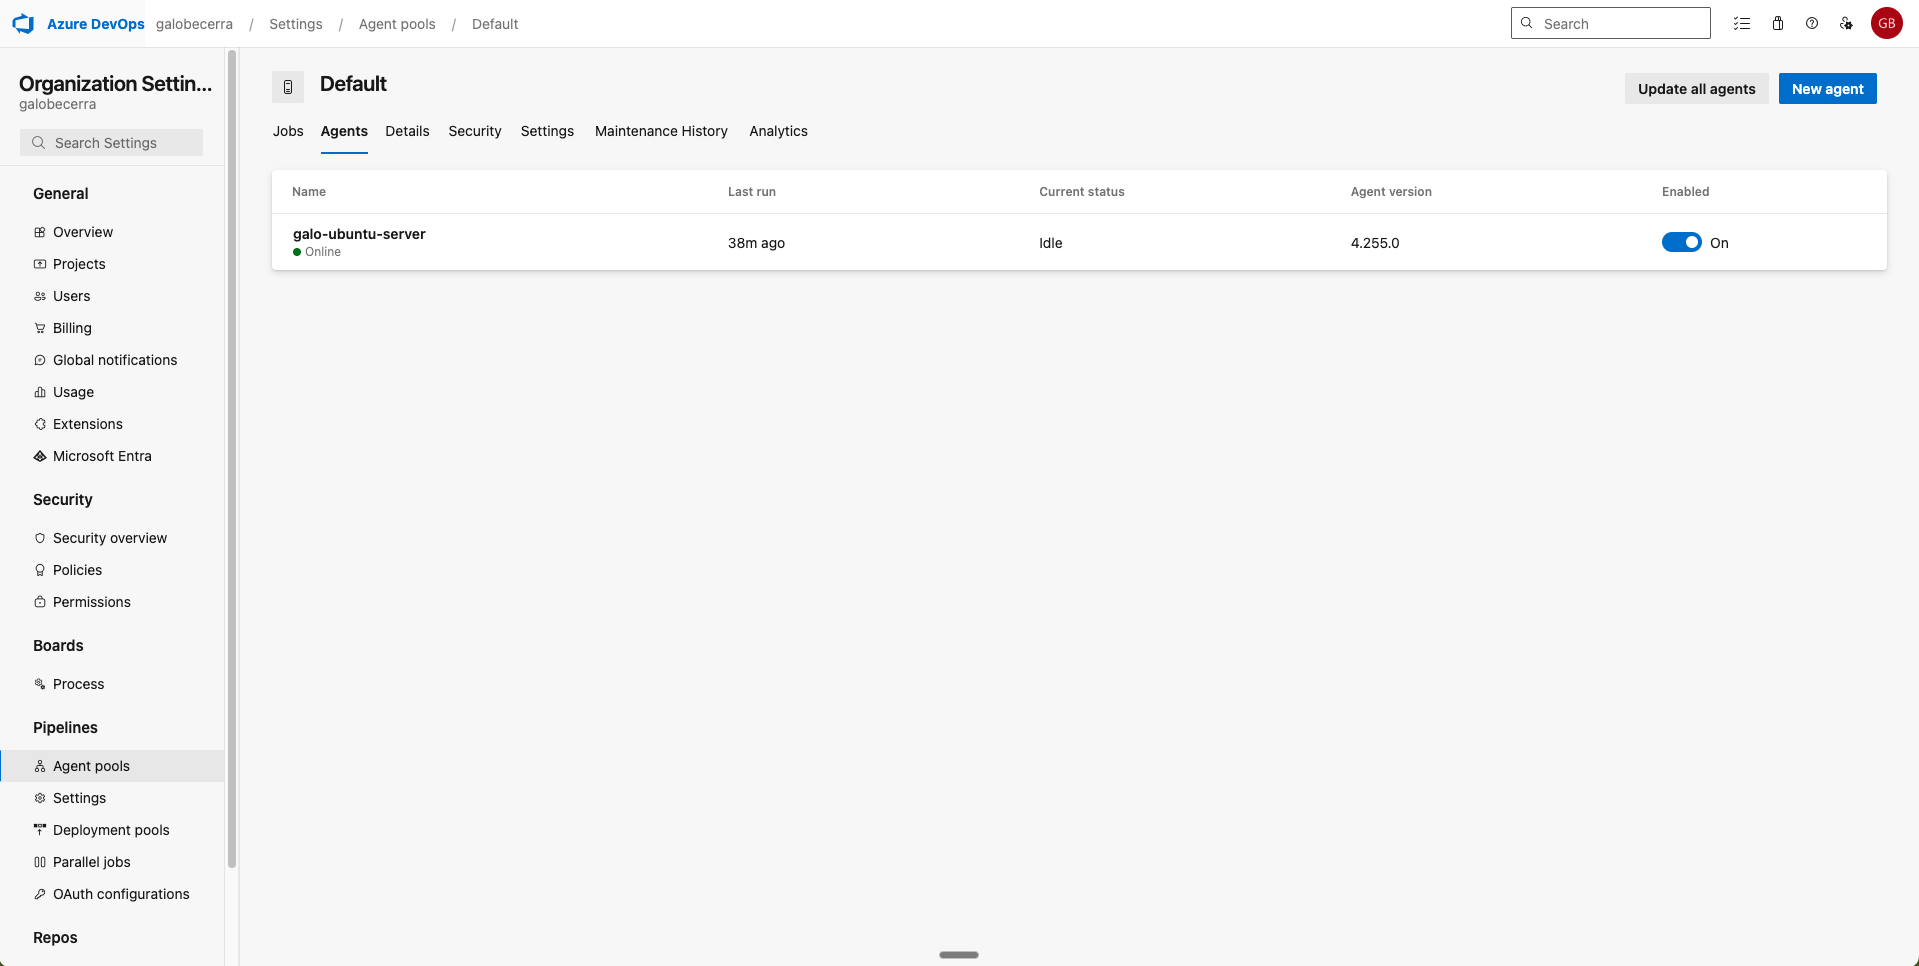 Azure DevOps galobecerra / Settings / Agent pools / Default
Search
GB
Organization Settin...
galobecerra
Search Settings
General
Overview
Projects
Users
Billing
Global notifications
Usage
Extensions
Microsoft Entra
Security
Security overview
Policies
Permissions
Boards
Process
Pipelines
Agent pools
Settings
Deployment pools
Parallel jobs
OAuth configurations
Repos
Default
Update all agents
New agent
Jobs Agents Details Security Settings Maintenance History Analytics
Name Last run Current status Agent version Enabled
galo-ubuntu-server
Online
38m ago Idle 4.255.0 On